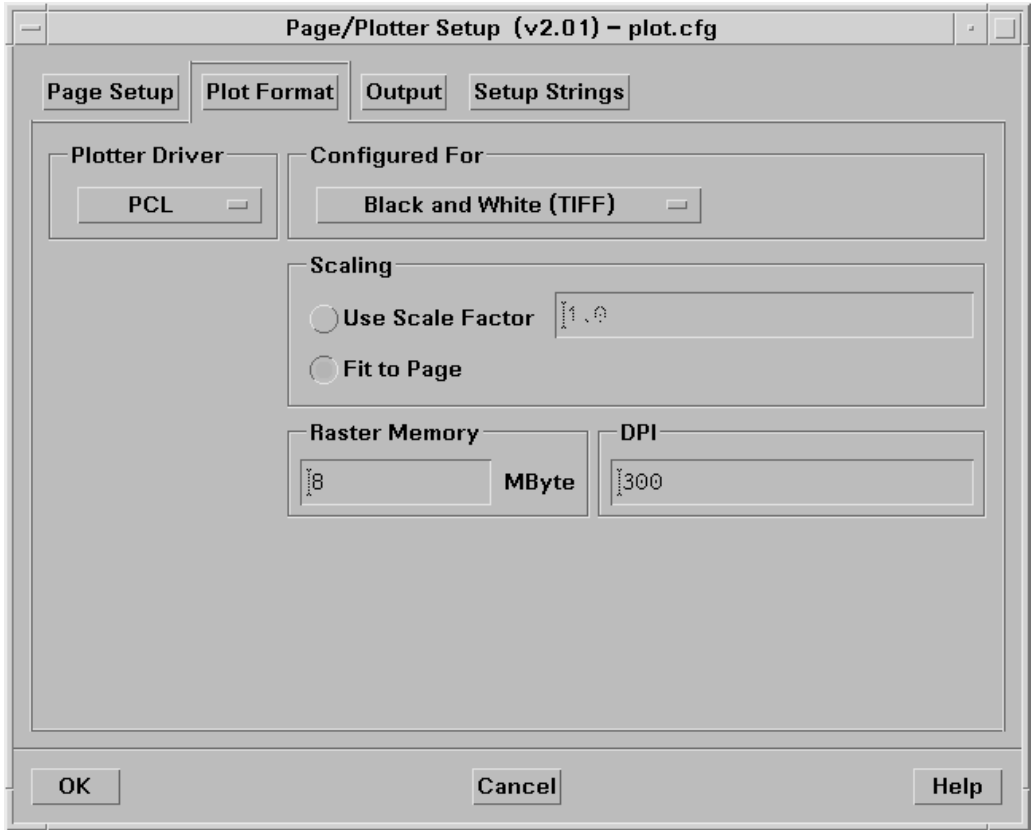 Page/Plotter Setup (v2.01) – plot.cfg
Page Setup Plot Format Output Setup Strings
Plotter Driver Configured For
PCL Black and White (TIFF)
Scaling
Use Scale Factor 1.0
Fit to Page
Raster Memory DPI
8 MByte 300
OK Cancel Help